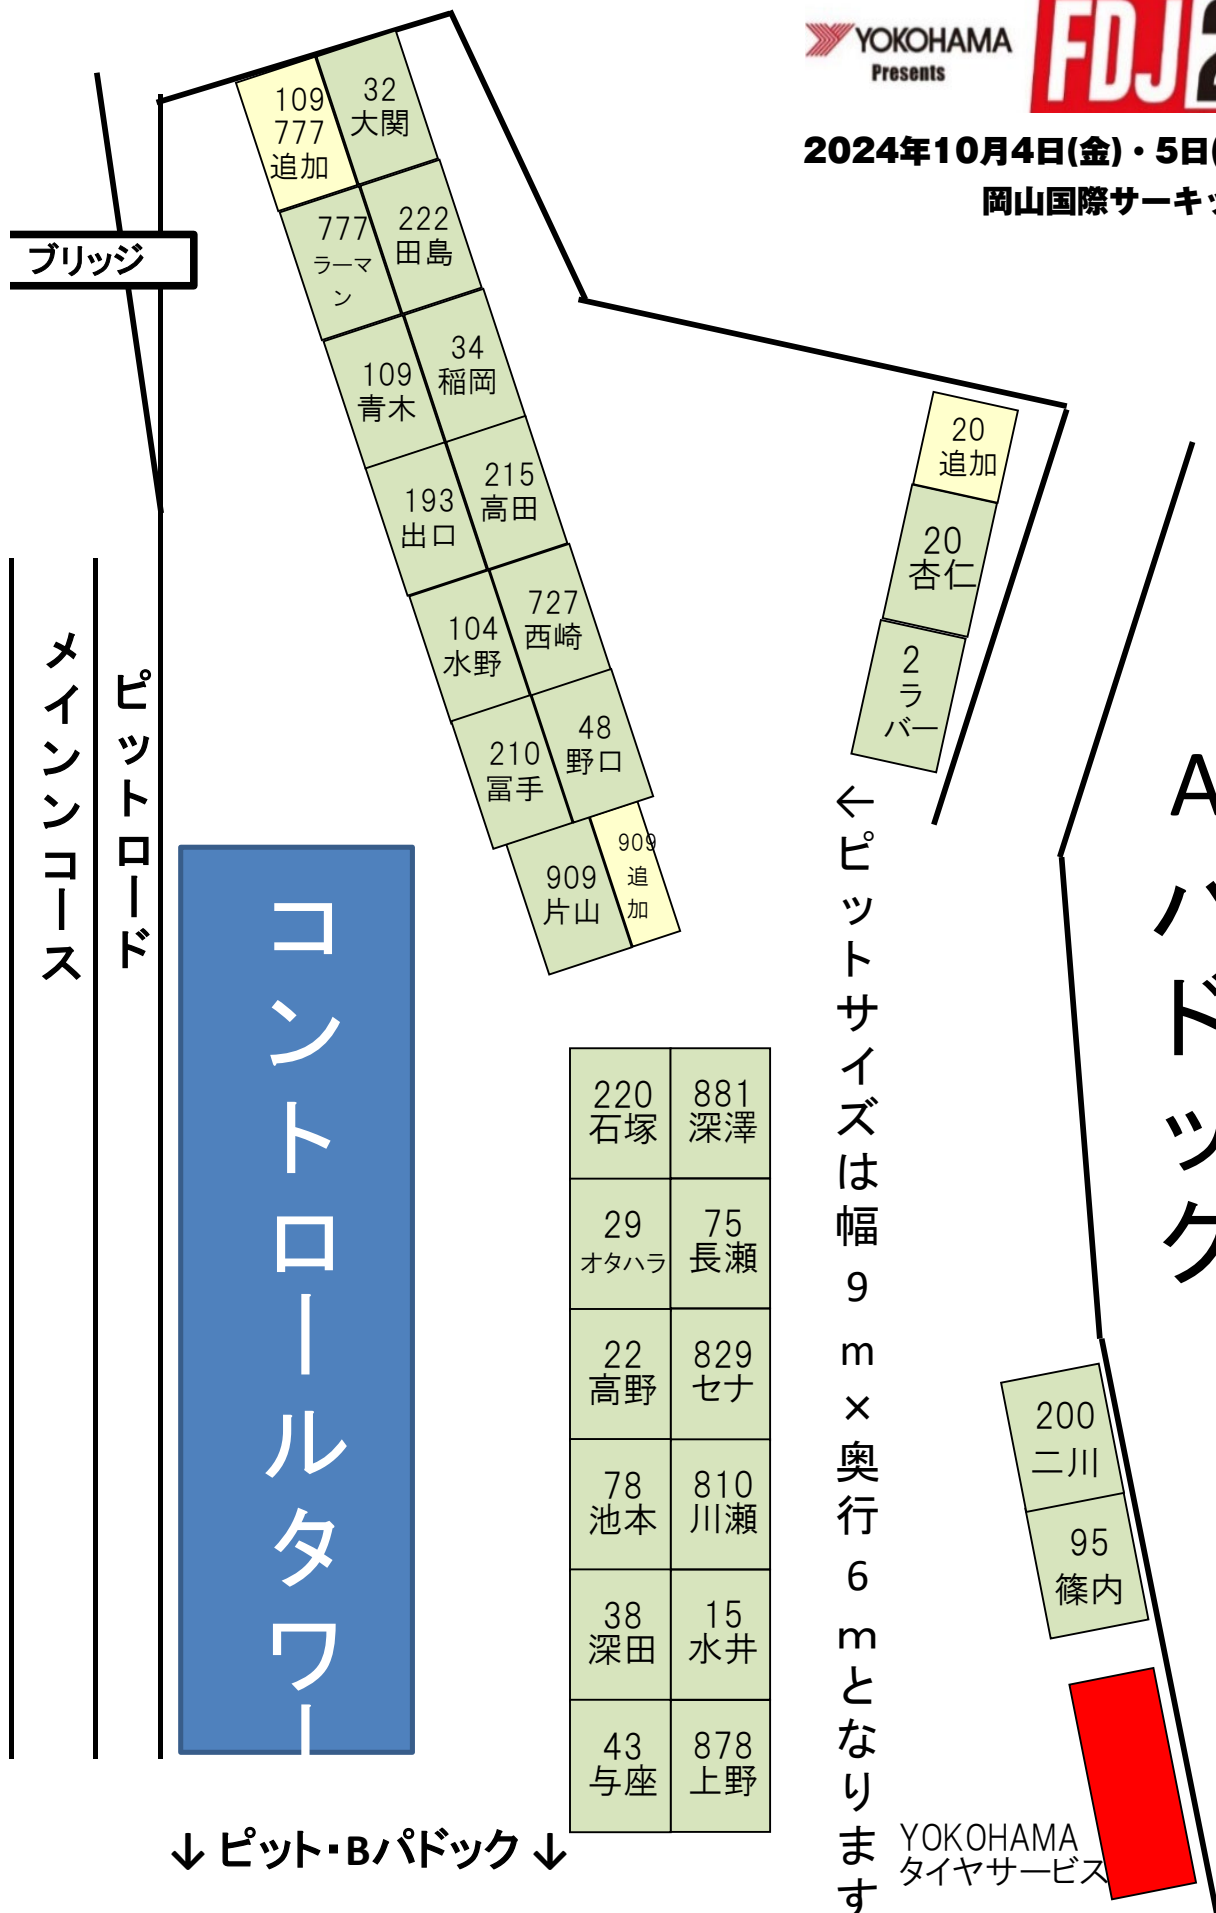 YOKOHAMA
Presents
FDJ2
2024年10月4日(金)・5日(
岡山国際サーキッ
ブリッジ
109
777
追加
32
大関
777
ラーマ
ン
222
田島
109
青木
34
稲岡
193
出口
215
高田
104
水野
727
西崎
210
冨手
48
野口
909
片山
909
追
加
20
追加
20
杏仁
2
ラ
バー
メインンコース
ピットロード
コントロールタワー
220
石塚
881
深澤
29
オタハラ
75
長瀬
22
高野
829
セナ
78
池本
810
川瀬
38
深田
15
水井
43
与座
878
上野
←ピットサイズは幅9m×奥行6mとなります
Aパドック
200
二川
95
篠内
YOKOHAMA
タイヤサービス
↓ピット・Bパドック↓